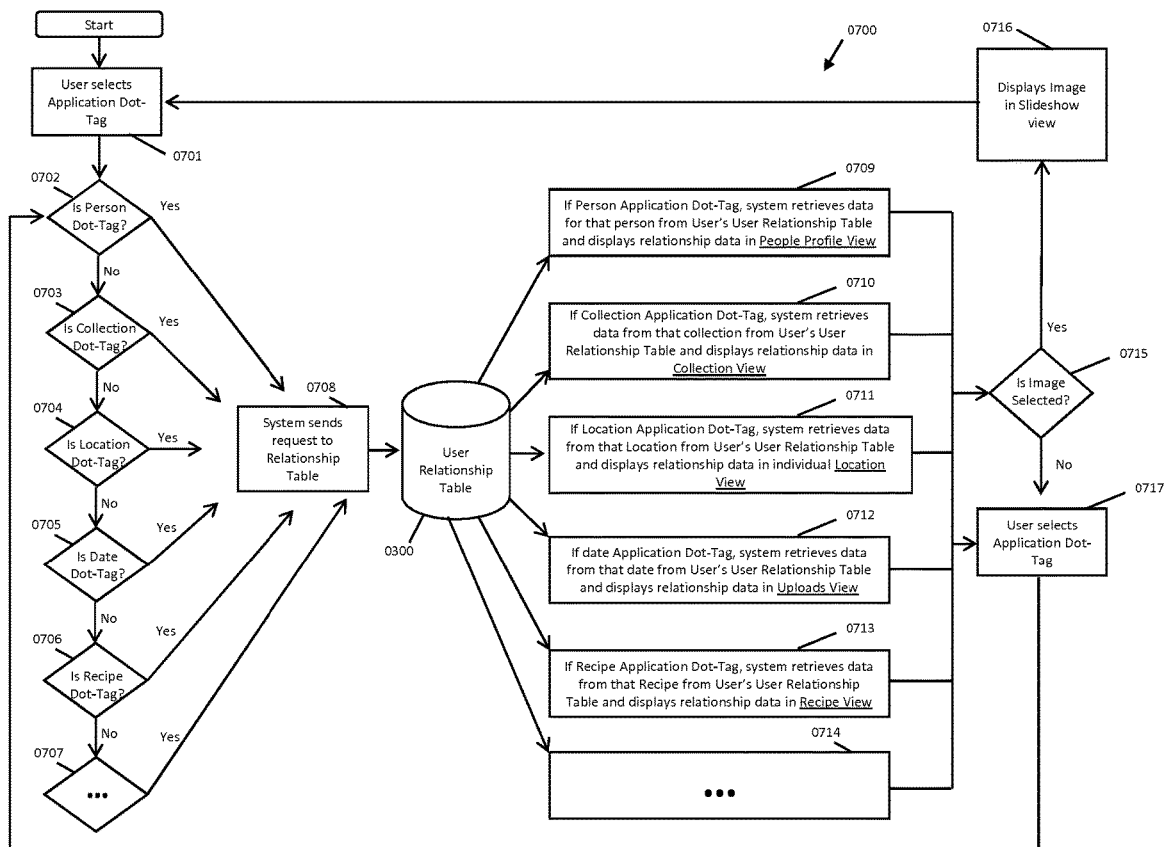 Start
0700
0716
User selects
Application Dot-
Tag
0701
Displays Image
in Slideshow
view
0702
Is Person
Dot-Tag?
Yes
No
0703
Is Collection
Dot-Tag?
Yes
No
0704
Is Location
Dot-Tag?
Yes
No
0705
Is Date
Dot-Tag?
Yes
No
0706
Is Recipe
Dot-Tag?
Yes
No
0707
...
Yes
0708
System sends
request to
Relationship
Table
User
Relationship
Table
0300
0709
If Person Application Dot-Tag, system retrieves data
for that person from User's User Relationship Table
and displays relationship data in People Profile View
0710
If Collection Application Dot-Tag, system retrieves
data from that collection from User's User
Relationship Table and displays relationship data in
Collection View
0711
If Location Application Dot-Tag, system retrieves data
from that Location from User's User Relationship Table
and displays relationship data in individual Location
View
0712
If date Application Dot-Tag, system retrieves data
from that date from User's User Relationship Table
and displays relationship data in Uploads View
0713
If Recipe Application Dot-Tag, system retrieves data
from that Recipe from User's User Relationship
Table and displays relationship data in Recipe View
0714
...
Yes
0715
Is Image
Selected?
No
0717
User selects
Application Dot-
Tag